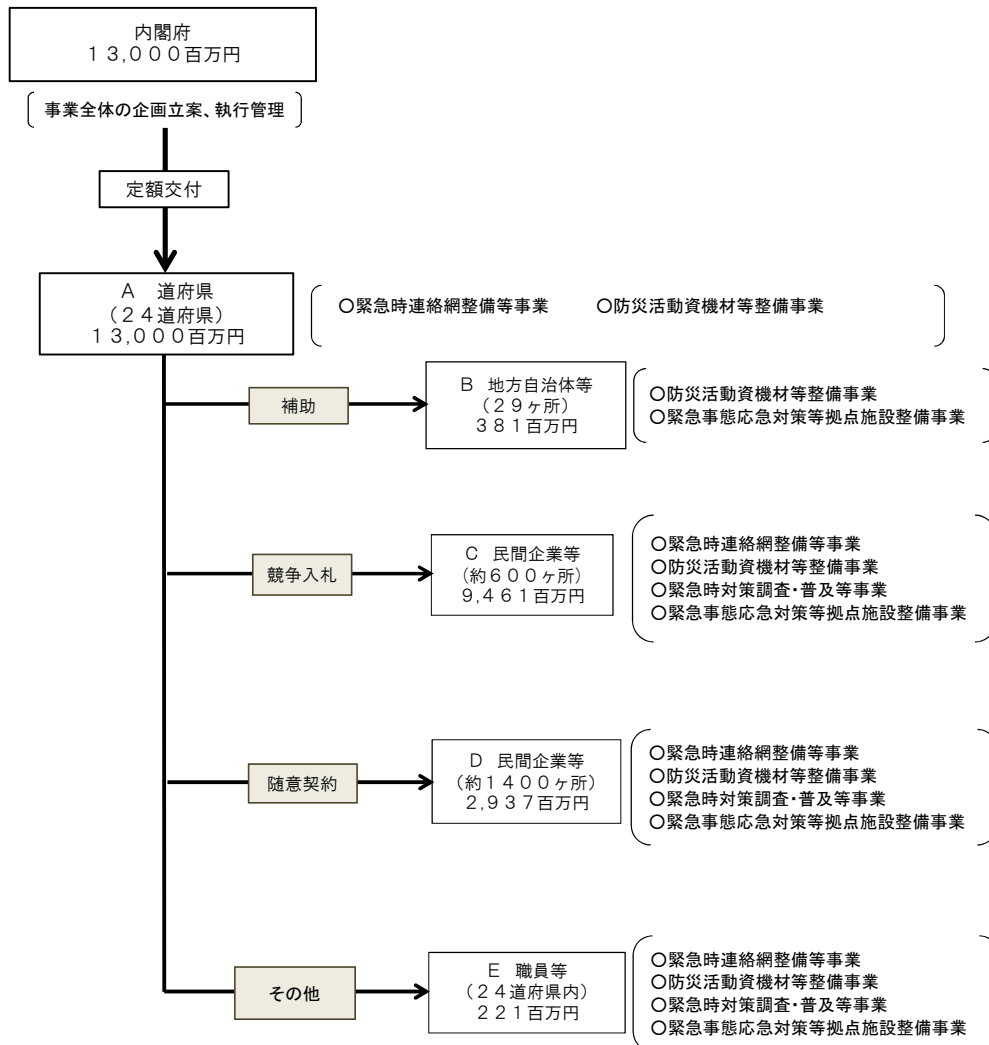 内閣府
１３,０００百万円
事業全体の企画立案、執行管理
定額交付
A　道府県
(２４道府県)
１３,０００百万円
○緊急時連絡網整備等事業　　○防災活動資機材等整備事業
補助
B　地方自治体等
(２９ヶ所)
３８１百万円
○防災活動資機材等整備事業
○緊急事態応急対策等拠点施設整備事業
競争入札
C　民間企業等
(約６００ヶ所)
９,４６１百万円
○緊急時連絡網整備等事業
○防災活動資機材等整備事業
○緊急時対策調査・普及等事業
○緊急事態応急対策等拠点施設整備事業
随意契約
D　民間企業等
(約１４００ヶ所)
２,９３７百万円
○緊急時連絡網整備等事業
○防災活動資機材等整備事業
○緊急時対策調査・普及等事業
○緊急事態応急対策等拠点施設整備事業
その他
E　職員等
(２４道府県内)
２２１百万円
○緊急時連絡網整備等事業
○防災活動資機材等整備事業
○緊急時対策調査・普及等事業
○緊急事態応急対策等拠点施設整備事業